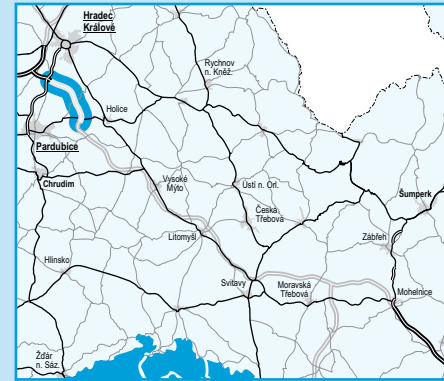 Hradec
Králové
Rychnov
n. Kněž.
Holice
Pardubice
Chrudim
Vysoké
Mýto
Ústí n. Orl.
Šumperk
Česká
Třebová
Litomyšl
Zábřeh
Hlinsko
Svitavy
Moravská
Třebová
Mohelnice
Žďár
n. Sáz.